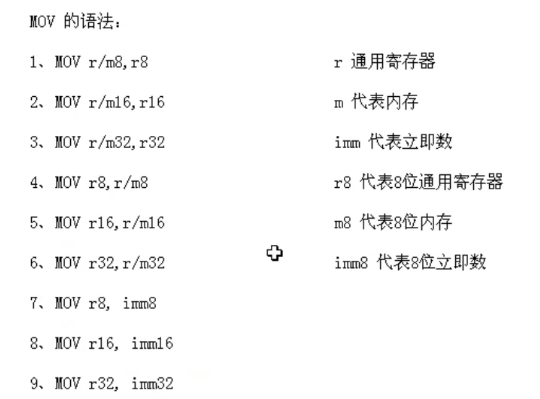 MOV 的语法：
1、MOV r/m8,r8 r 通用寄存器
2、MOV r/m16,r16 m 代表内存
3、MOV r/m32,r32 imm 代表立即数
4、MOV r8,r/m8 r8 代表8位通用寄存器
5、MOV r16,r/m16 m8 代表8位内存
6、MOV r32,r/m32 imm8 代表8位立即数
7、MOV r8, imm8
8、MOV r16, imm16
9、MOV r32, imm32